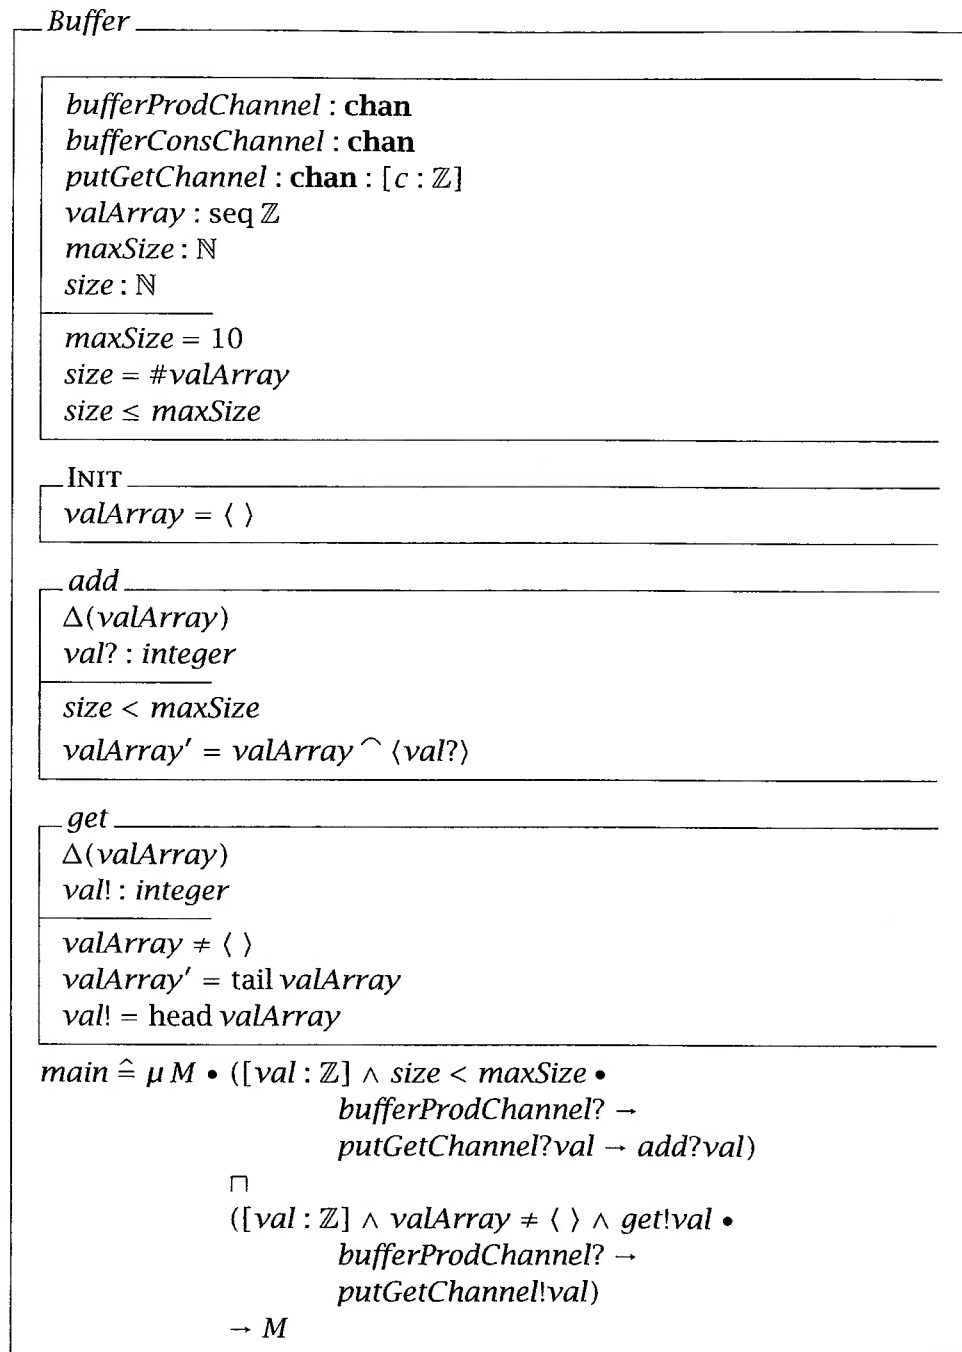 Buffer
bufferProdChannel : chan
bufferConsChannel : chan
putGetChannel : chan : [c : ℤ]
valArray : seq ℤ
maxSize : ℕ
size : ℕ
maxSize = 10
size = #valArray
size ≤ maxSize
INIT
valArray = ⟨ ⟩
add
Δ(valArray)
val? : integer
size < maxSize
valArray′ = valArray ⌢ ⟨val?⟩
get
Δ(valArray)
val! : integer
valArray ≠ ⟨ ⟩
valArray′ = tail valArray
val! = head valArray
main ≙ μ M • ([val : ℤ] ∧ size < maxSize •
bufferProdChannel? →
putGetChannel?val → add?val)
⊓
([val : ℤ] ∧ valArray ≠ ⟨ ⟩ ∧ get!val •
bufferProdChannel? →
putGetChannel!val)
→ M